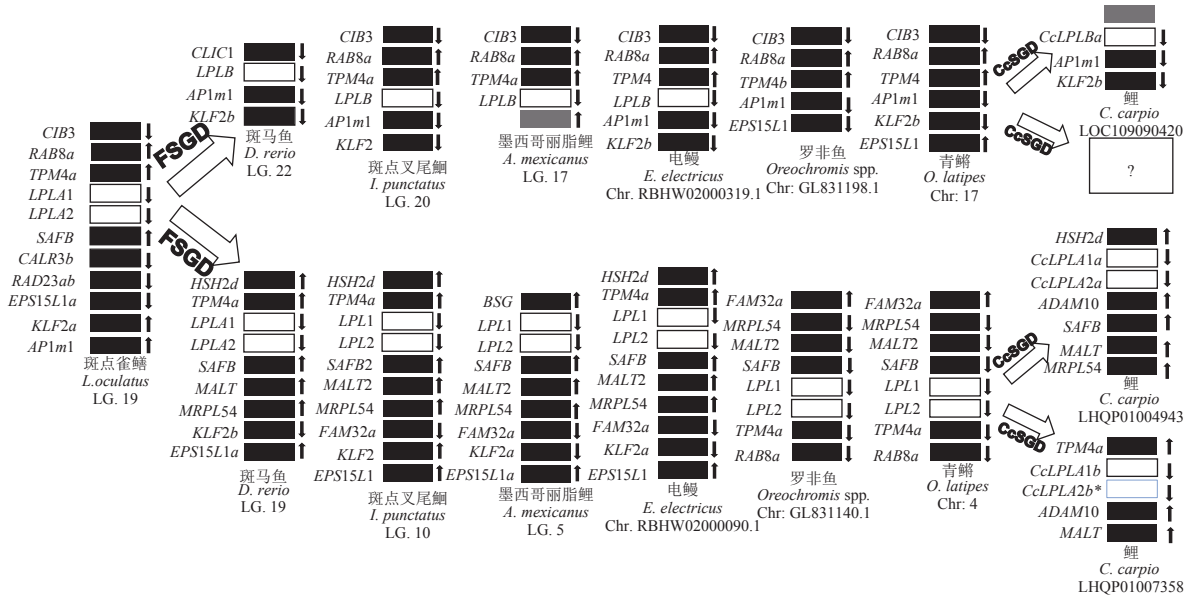 CIB3
RAB8a
TPM4a
LPLA1
LPLA2
SAFB
CALR3b
RAD23ab
EPS15L1a
KLF2a
AP1m1
斑点雀鳝
L.oculatus
LG. 19
FSGD
FSGD
CLIC1
LPLB
AP1m1
KLF2b
斑马鱼
D. rerio
LG. 22
CIB3
RAB8a
TPM4a
LPLB
AP1m1
KLF2
斑点叉尾鮰
I. punctatus
LG. 20
CIB3
RAB8a
TPM4a
LPLB
AP1m1
墨西哥丽脂鲤
A. mexicanus
LG. 17
CIB3
RAB8a
TPM4
LPLB
AP1m1
KLF2b
电鳗
E. electricus
Chr. RBHW02000319.1
CIB3
RAB8a
TPM4b
AP1m1
EPS15L1
罗非鱼
Oreochromis spp.
Chr: GL831198.1
CIB3
RAB8a
TPM4
AP1m1
KLF2b
EPS15L1
青鳉
O. latipes
Chr: 17
CcSGD
CcSGD
CcLPLBa
AP1m1
KLF2b
鲤
C. carpio
LOC109090420
?
HSH2d
TPM4a
LPLA1
LPLA2
SAFB
MALT
MRPL54
KLF2b
EPS15L1a
斑马鱼
D. rerio
LG. 19
HSH2d
TPM4a
LPL1
LPL2
SAFB2
MALT2
MRPL54
FAM32a
KLF2
EPS15L1
斑点叉尾鮰
I. punctatus
LG. 10
BSG
LPL1
LPL2
SAFB
MALT2
MRPL54
FAM32a
KLF2a
EPS15L1a
墨西哥丽脂鲤
A. mexicanus
LG. 5
HSH2d
TPM4a
LPL1
LPL2
SAFB
MALT2
MRPL54
FAM32a
KLF2a
EPS15L1
电鳗
E. electricus
Chr. RBHW02000090.1
FAM32a
MRPL54
MALT2
SAFB
LPL1
LPL2
TPM4a
RAB8a
罗非鱼
Oreochromis spp.
Chr: GL831140.1
FAM32a
MRPL54
MALT2
SAFB
LPL1
LPL2
TPM4a
RAB8a
青鳉
O. latipes
Chr: 4
CcSGD
CcSGD
HSH2d
CcLPLA1a
CcLPLA2a
ADAM10
SAFB
MALT
MRPL54
鲤
C. carpio
LHQP01004943
TPM4a
CcLPLA1b
CcLPLA2b*
ADAM10
MALT
鲤
C. carpio
LHQP01007358